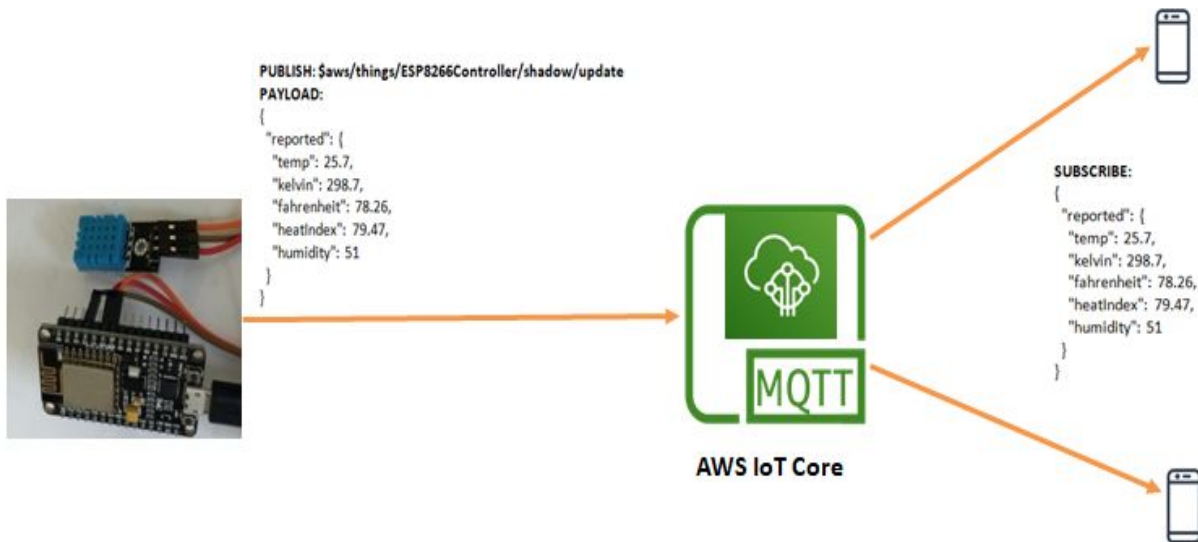 PUBLISH: $aws/things/ESP8266Controller/shadow/update
PAYLOAD:
{
"reported": {
"temp": 25.7,
"kelvin": 298.7,
"fahrenheit": 78.26,
"heatIndex": 79.47,
"humidity": 51
}
}
MQTT
AWS IoT Core
SUBSCRIBE:
{
"reported": {
"temp": 25.7,
"kelvin": 298.7,
"fahrenheit": 78.26,
"heatIndex": 79.47,
"humidity": 51
}
}